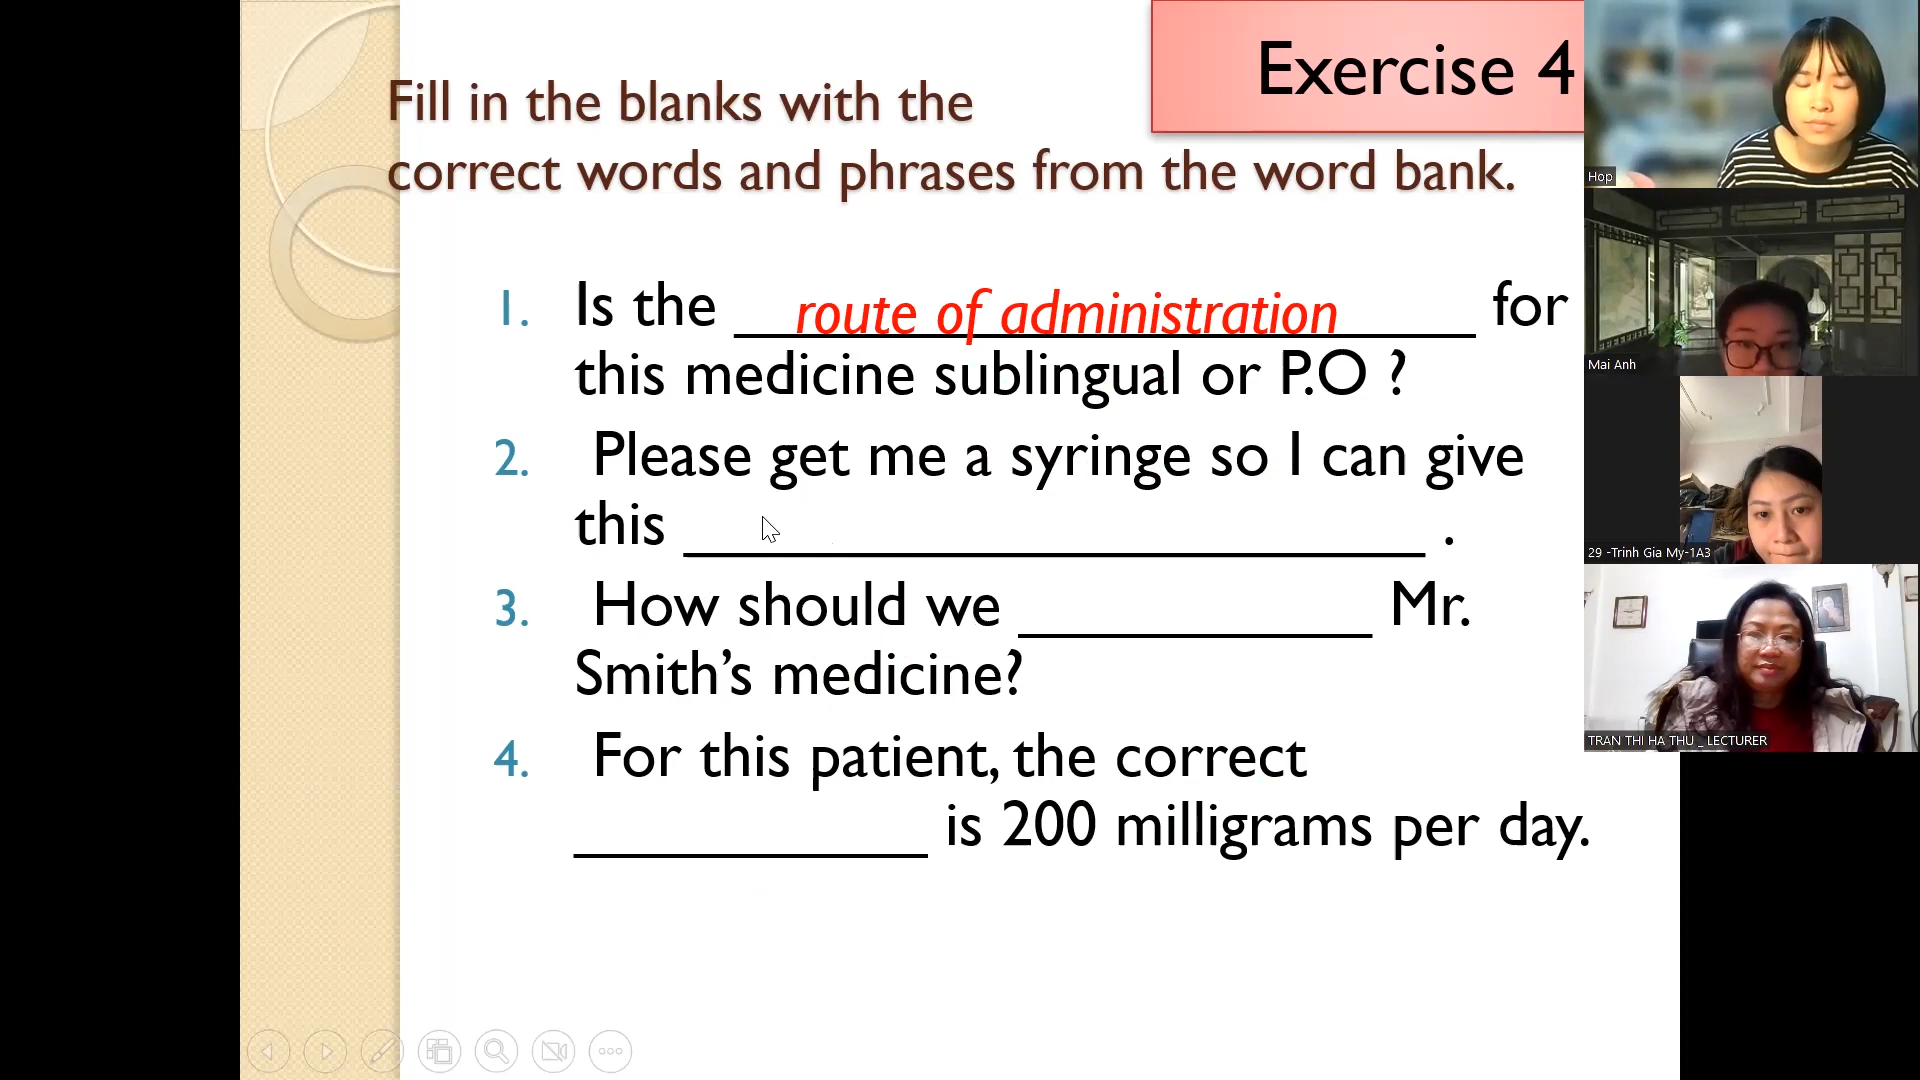 Exercise 4
Fill in the blanks with the
correct words and phrases from the word bank.
1. Is the route of administration for
this medicine sublingual or P.O ?
2. Please get me a syringe so I can give
this ____________________ .
3. How should we __________ Mr.
Smith’s medicine?
4. For this patient, the correct
__________ is 200 milligrams per day.
Hop
Mai Anh
29 -Trinh Gia My-1A3
TRAN THI HA THU _ LECTURER